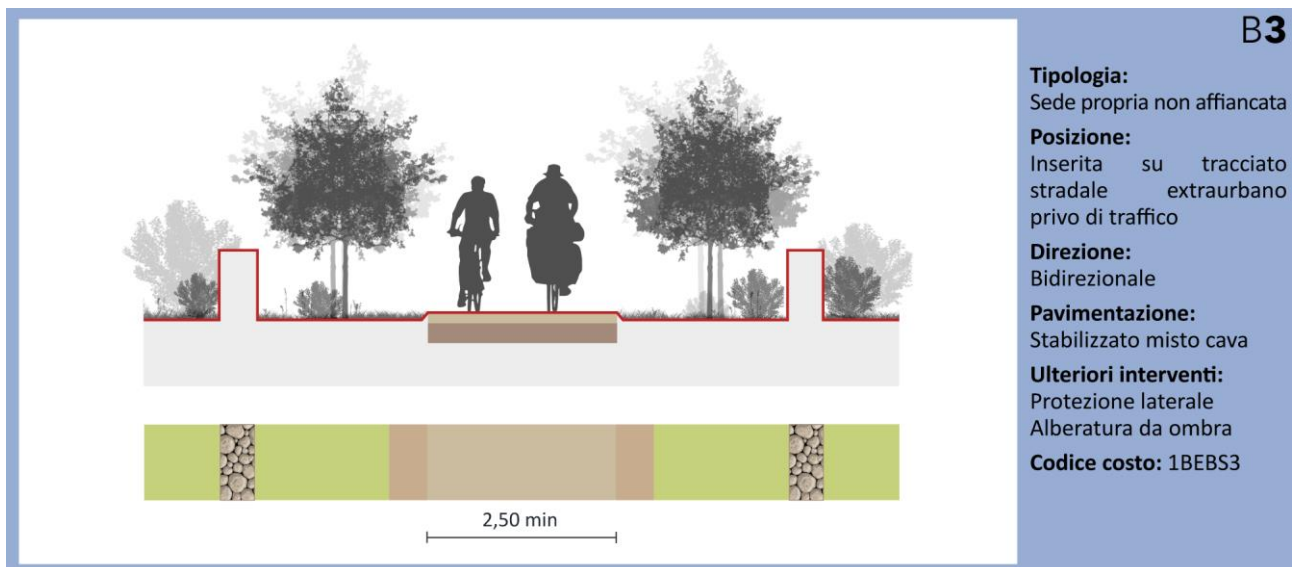 B3
Tipologia:
Sede propria non affiancata
Posizione:
Inserita su tracciato
stradale extraurbano
privo di traffico
Direzione:
Bidirezionale
Pavimentazione:
Stabilizzato misto cava
Ulteriori interventi:
Protezione laterale
Alberatura da ombra
Codice costo: 1BEBS3
2,50 min